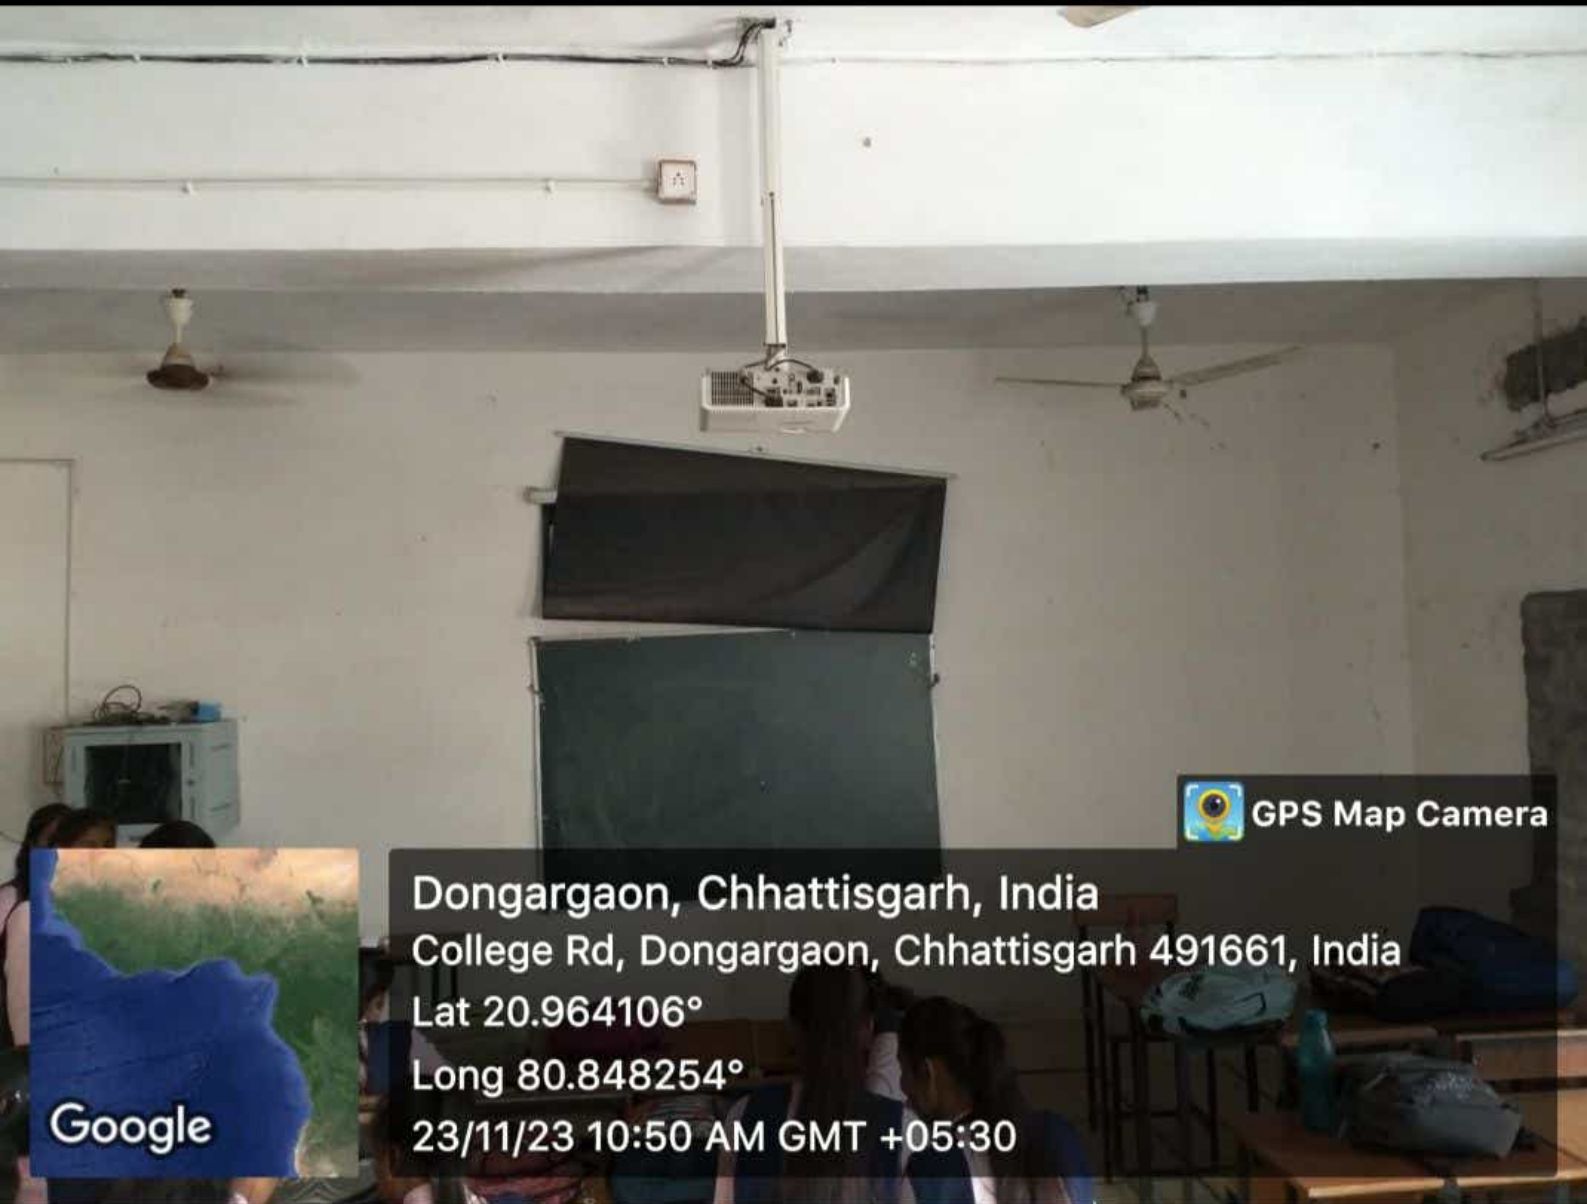 GPS Map Camera
Dongargaon, Chhattisgarh, India
College Rd, Dongargaon, Chhattisgarh 491661, India
Lat 20.964106°
Long 80.848254°
23/11/23 10:50 AM GMT +05:30
Google